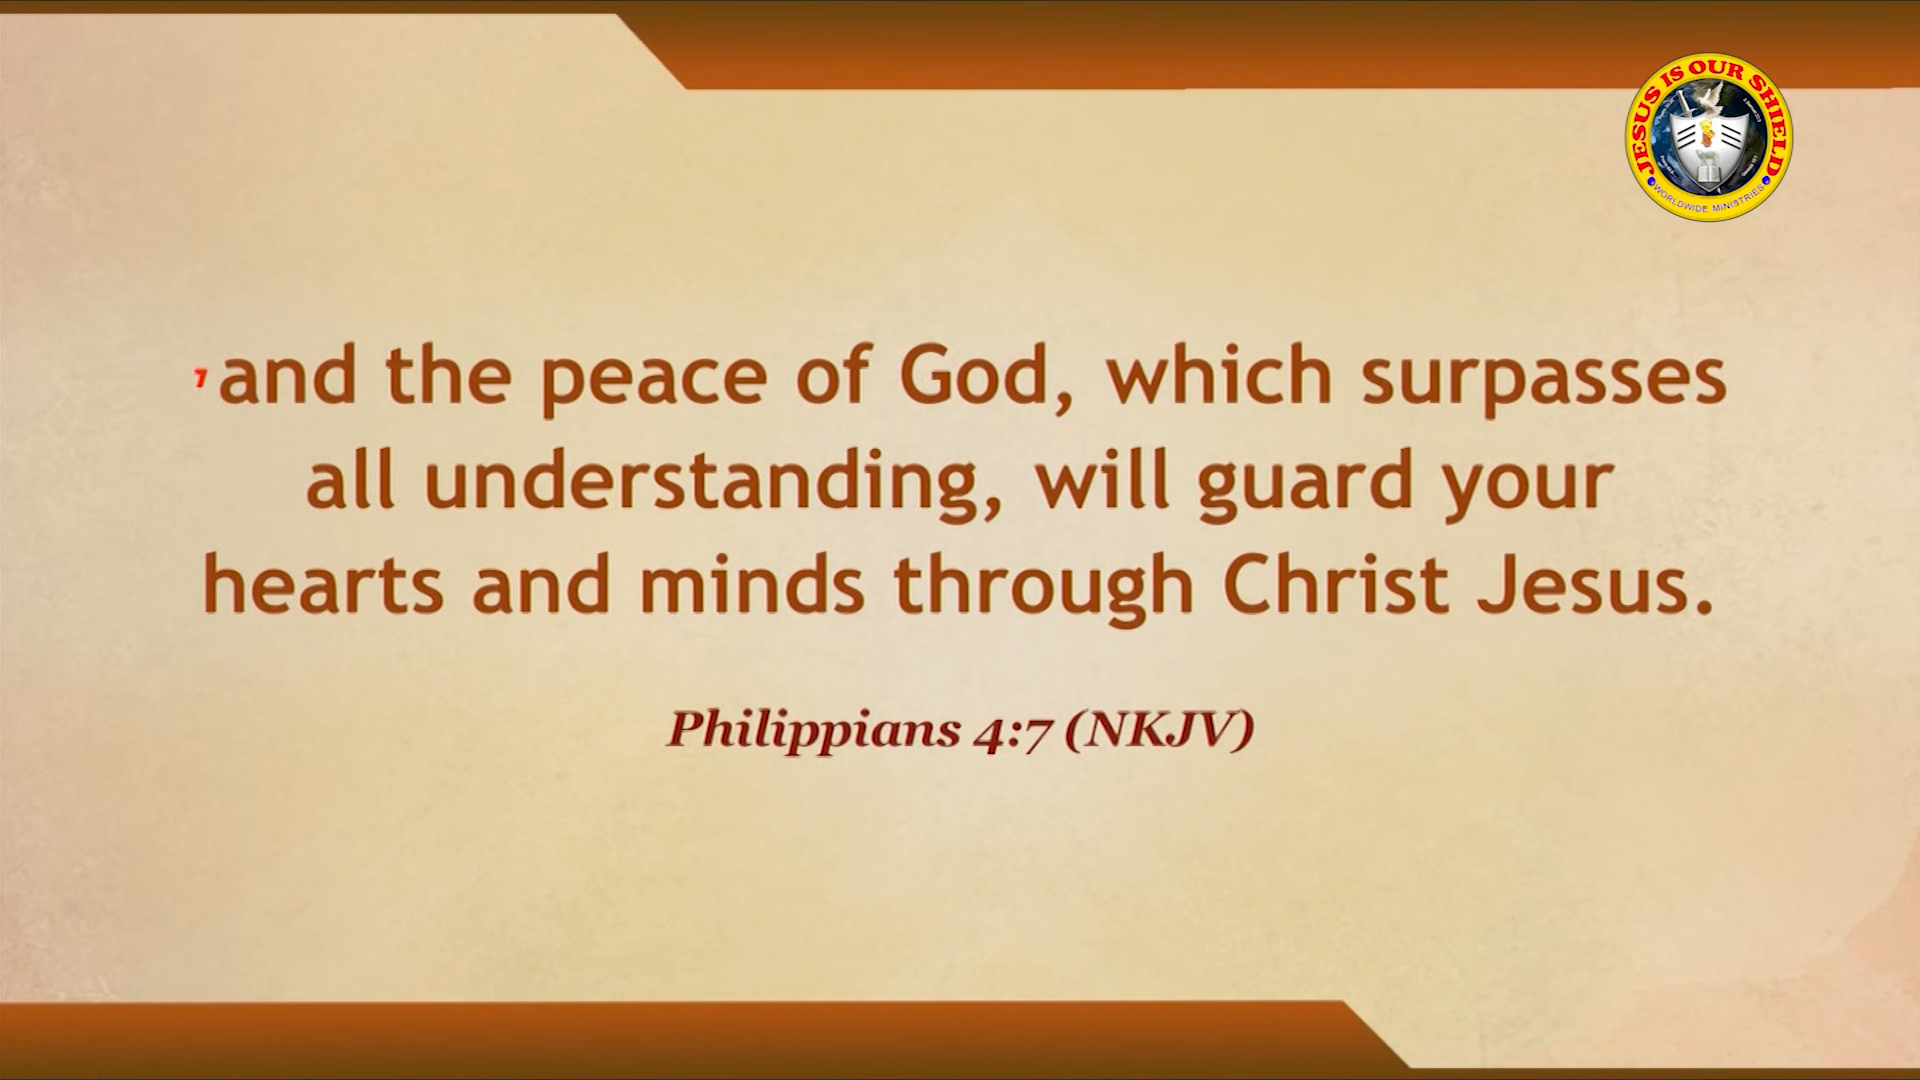 JESUS IS OUR SHIELD
WORLDWIDE MINISTRIES
7 and the peace of God, which surpasses
all understanding, will guard your
hearts and minds through Christ Jesus.
Philippians 4:7 (NKJV)